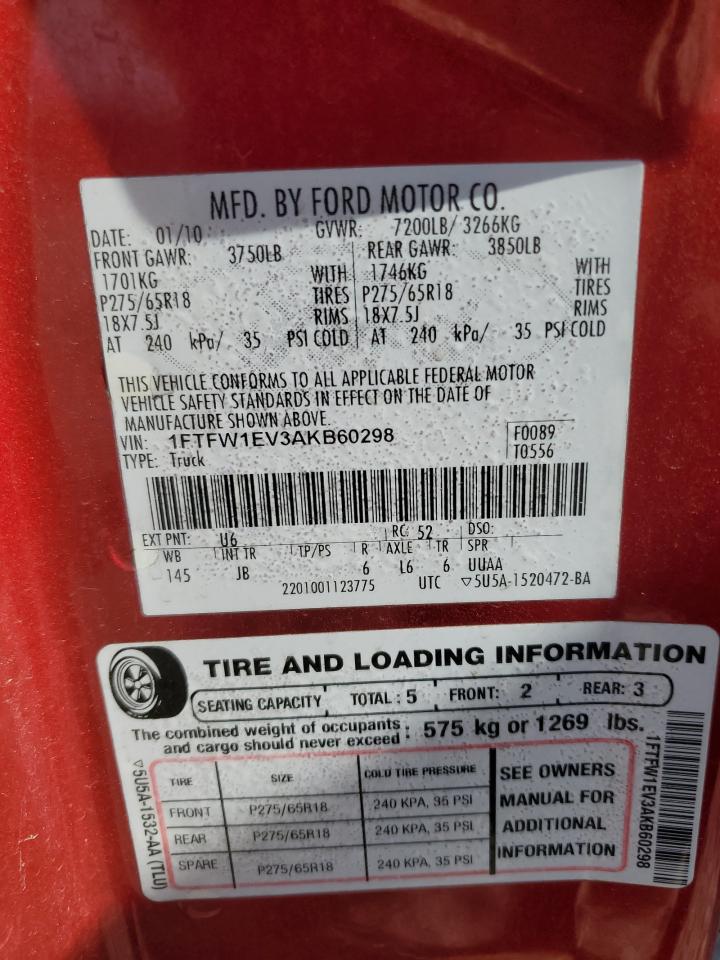 MFD. BY FORD MOTOR CO.
DATE: 01/10 GVWR: 7200LB/ 3266KG
FRONT GAWR: 3750LB REAR GAWR: 3850LB
1701KG WITH 1746KG WITH
P275/65R18 TIRES P275/65R18 TIRES
18X7.5J RIMS 18X7.5J RIMS
AT 240 kPa/ 35 PSI COLD AT 240 kPa/ 35 PSI COLD
THIS VEHICLE CONFORMS TO ALL APPLICABLE FEDERAL MOTOR
VEHICLE SAFETY STANDARDS IN EFFECT ON THE DATE OF
MANUFACTURE SHOWN ABOVE.
VIN: 1FTFW1EV3AKB60298 F0089
TYPE: Truck T0556
EXT PNT: U6 RC: 52 DSO:
WB INT TR TP/PS R AXLE TR SPR
145 JB 6 L6 6 UUAA
2201001123775 UTC ▽5U5A-1520472-BA
TIRE AND LOADING INFORMATION
SEATING CAPACITY TOTAL : 5 FRONT: 2 REAR: 3
The combined weight of occupants : 575 kg or 1269 lbs.
and cargo should never exceed
TIRE SIZE COLD TIRE PRESSURE SEE OWNERS
FRONT P275/65R18 240 KPA, 35 PSI MANUAL FOR
REAR P275/65R18 240 KPA, 35 PSI ADDITIONAL
SPARE P275/65R18 240 KPA, 35 PSI INFORMATION
▽5U5A-1532-AA (TLU)
1FTFW1EV3AKB60298